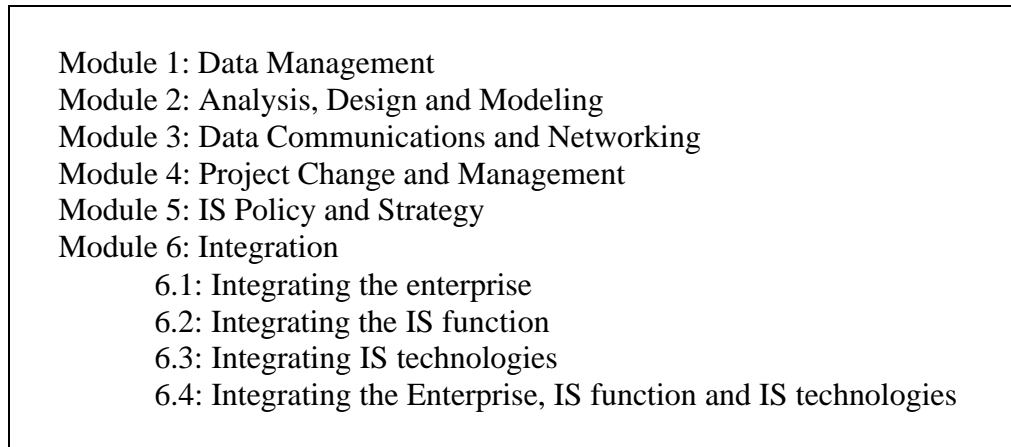 Module 1: Data Management
Module 2: Analysis, Design and Modeling
Module 3: Data Communications and Networking
Module 4: Project Change and Management
Module 5: IS Policy and Strategy
Module 6: Integration
6.1: Integrating the enterprise
6.2: Integrating the IS function
6.3: Integrating IS technologies
6.4: Integrating the Enterprise, IS function and IS technologies